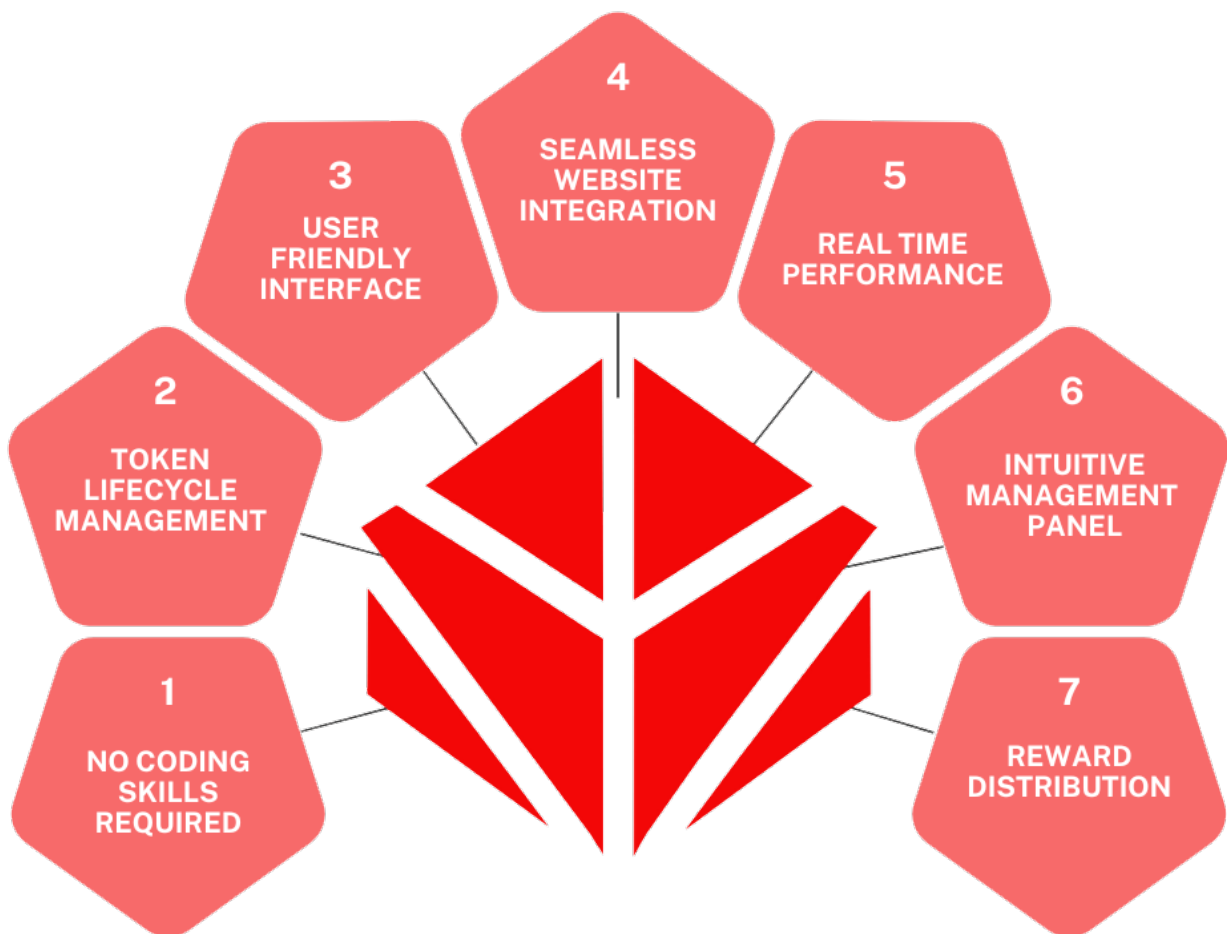 1
NO CODING
SKILLS
REQUIRED
2
TOKEN
LIFECYCLE
MANAGEMENT
3
USER
FRIENDLY
INTERFACE
4
SEAMLESS
WEBSITE
INTEGRATION
5
REAL TIME
PERFORMANCE
6
INTUITIVE
MANAGEMENT
PANEL
7
REWARD
DISTRIBUTION